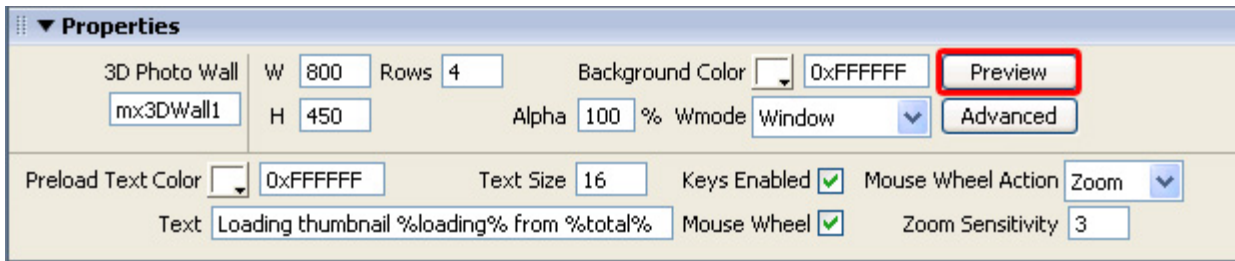 Properties
3D Photo Wall W 800 Rows 4 Background Color 0xFFFFFF Preview
mx3DWall1 H 450 Alpha 100 % Wmode Window Advanced
Preload Text Color 0xFFFFFF Text Size 16 Keys Enabled Mouse Wheel Action Zoom
Text Loading thumbnail %loading% from %total% Mouse Wheel Zoom Sensitivity 3